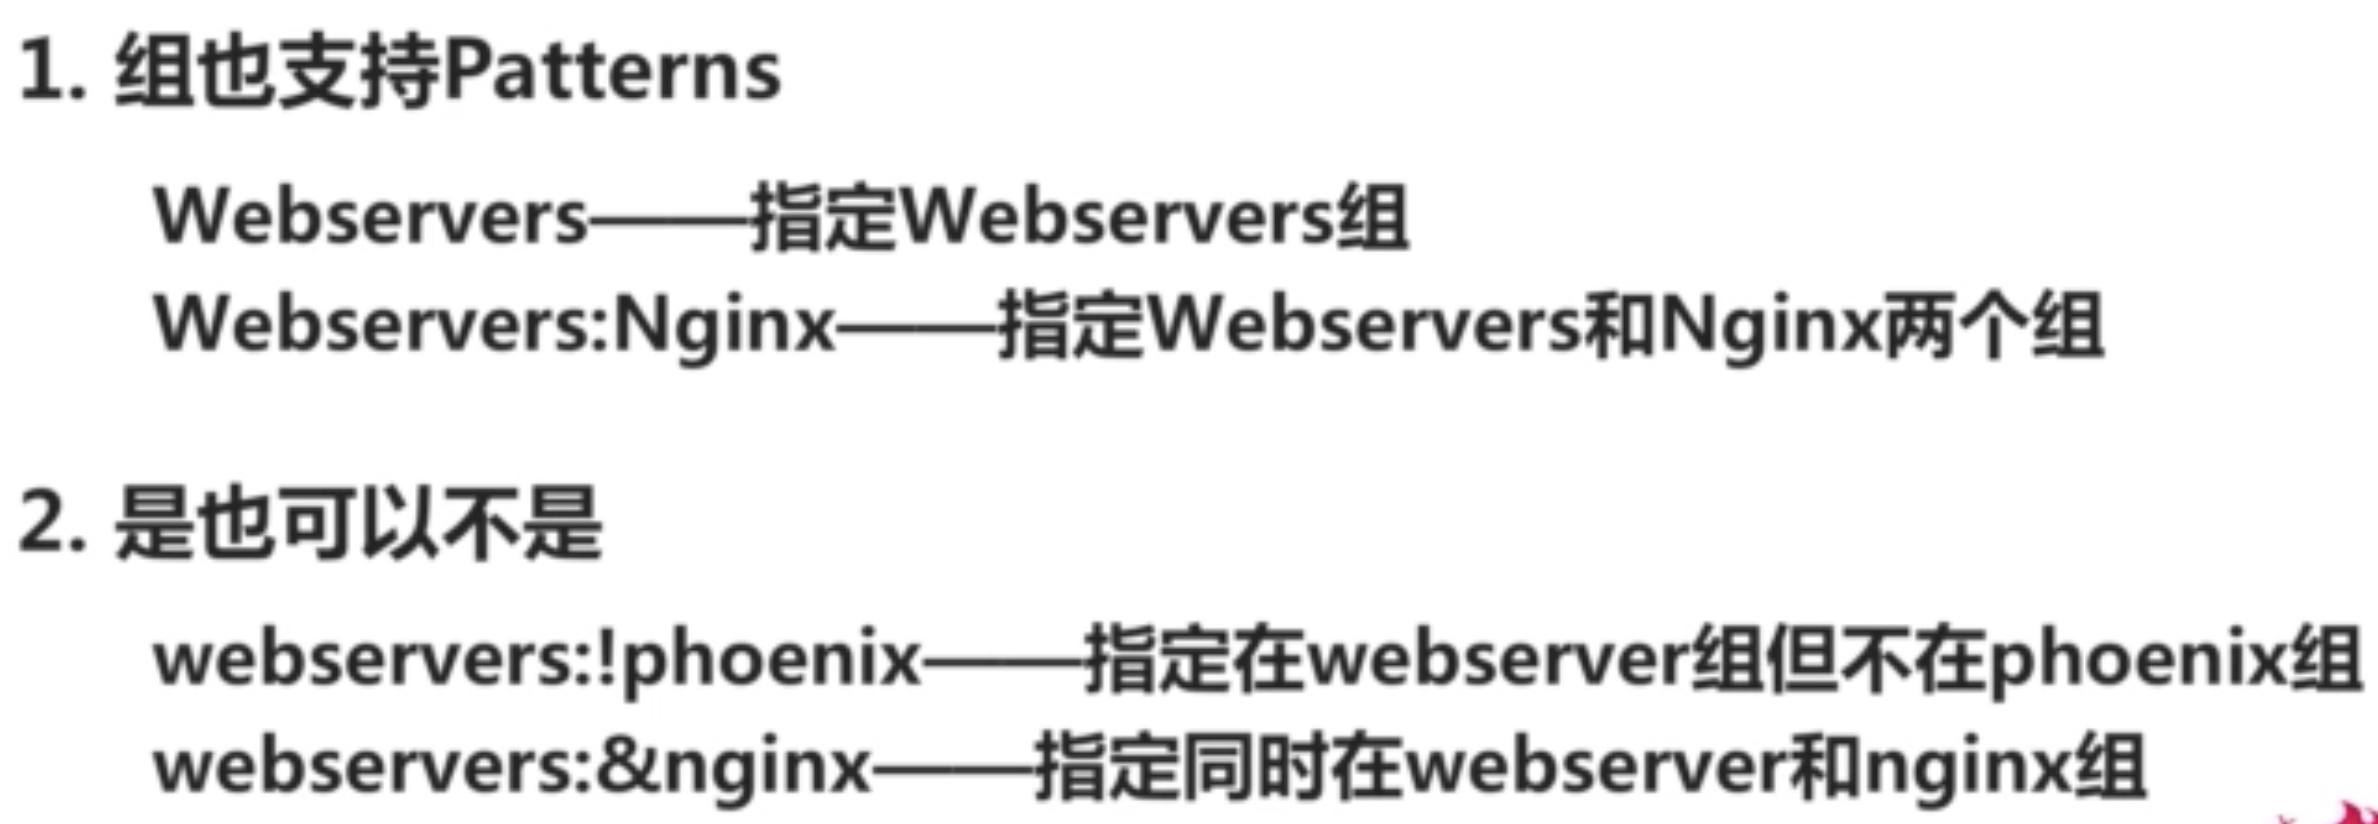 1. 组也支持Patterns
Webservers——指定Webservers组
Webservers:Nginx——指定Webservers和Nginx两个组
2. 是也可以不是
webservers:!phoenix——指定在webserver组但不在phoenix组
webservers:&nginx——指定同时在webserver和nginx组